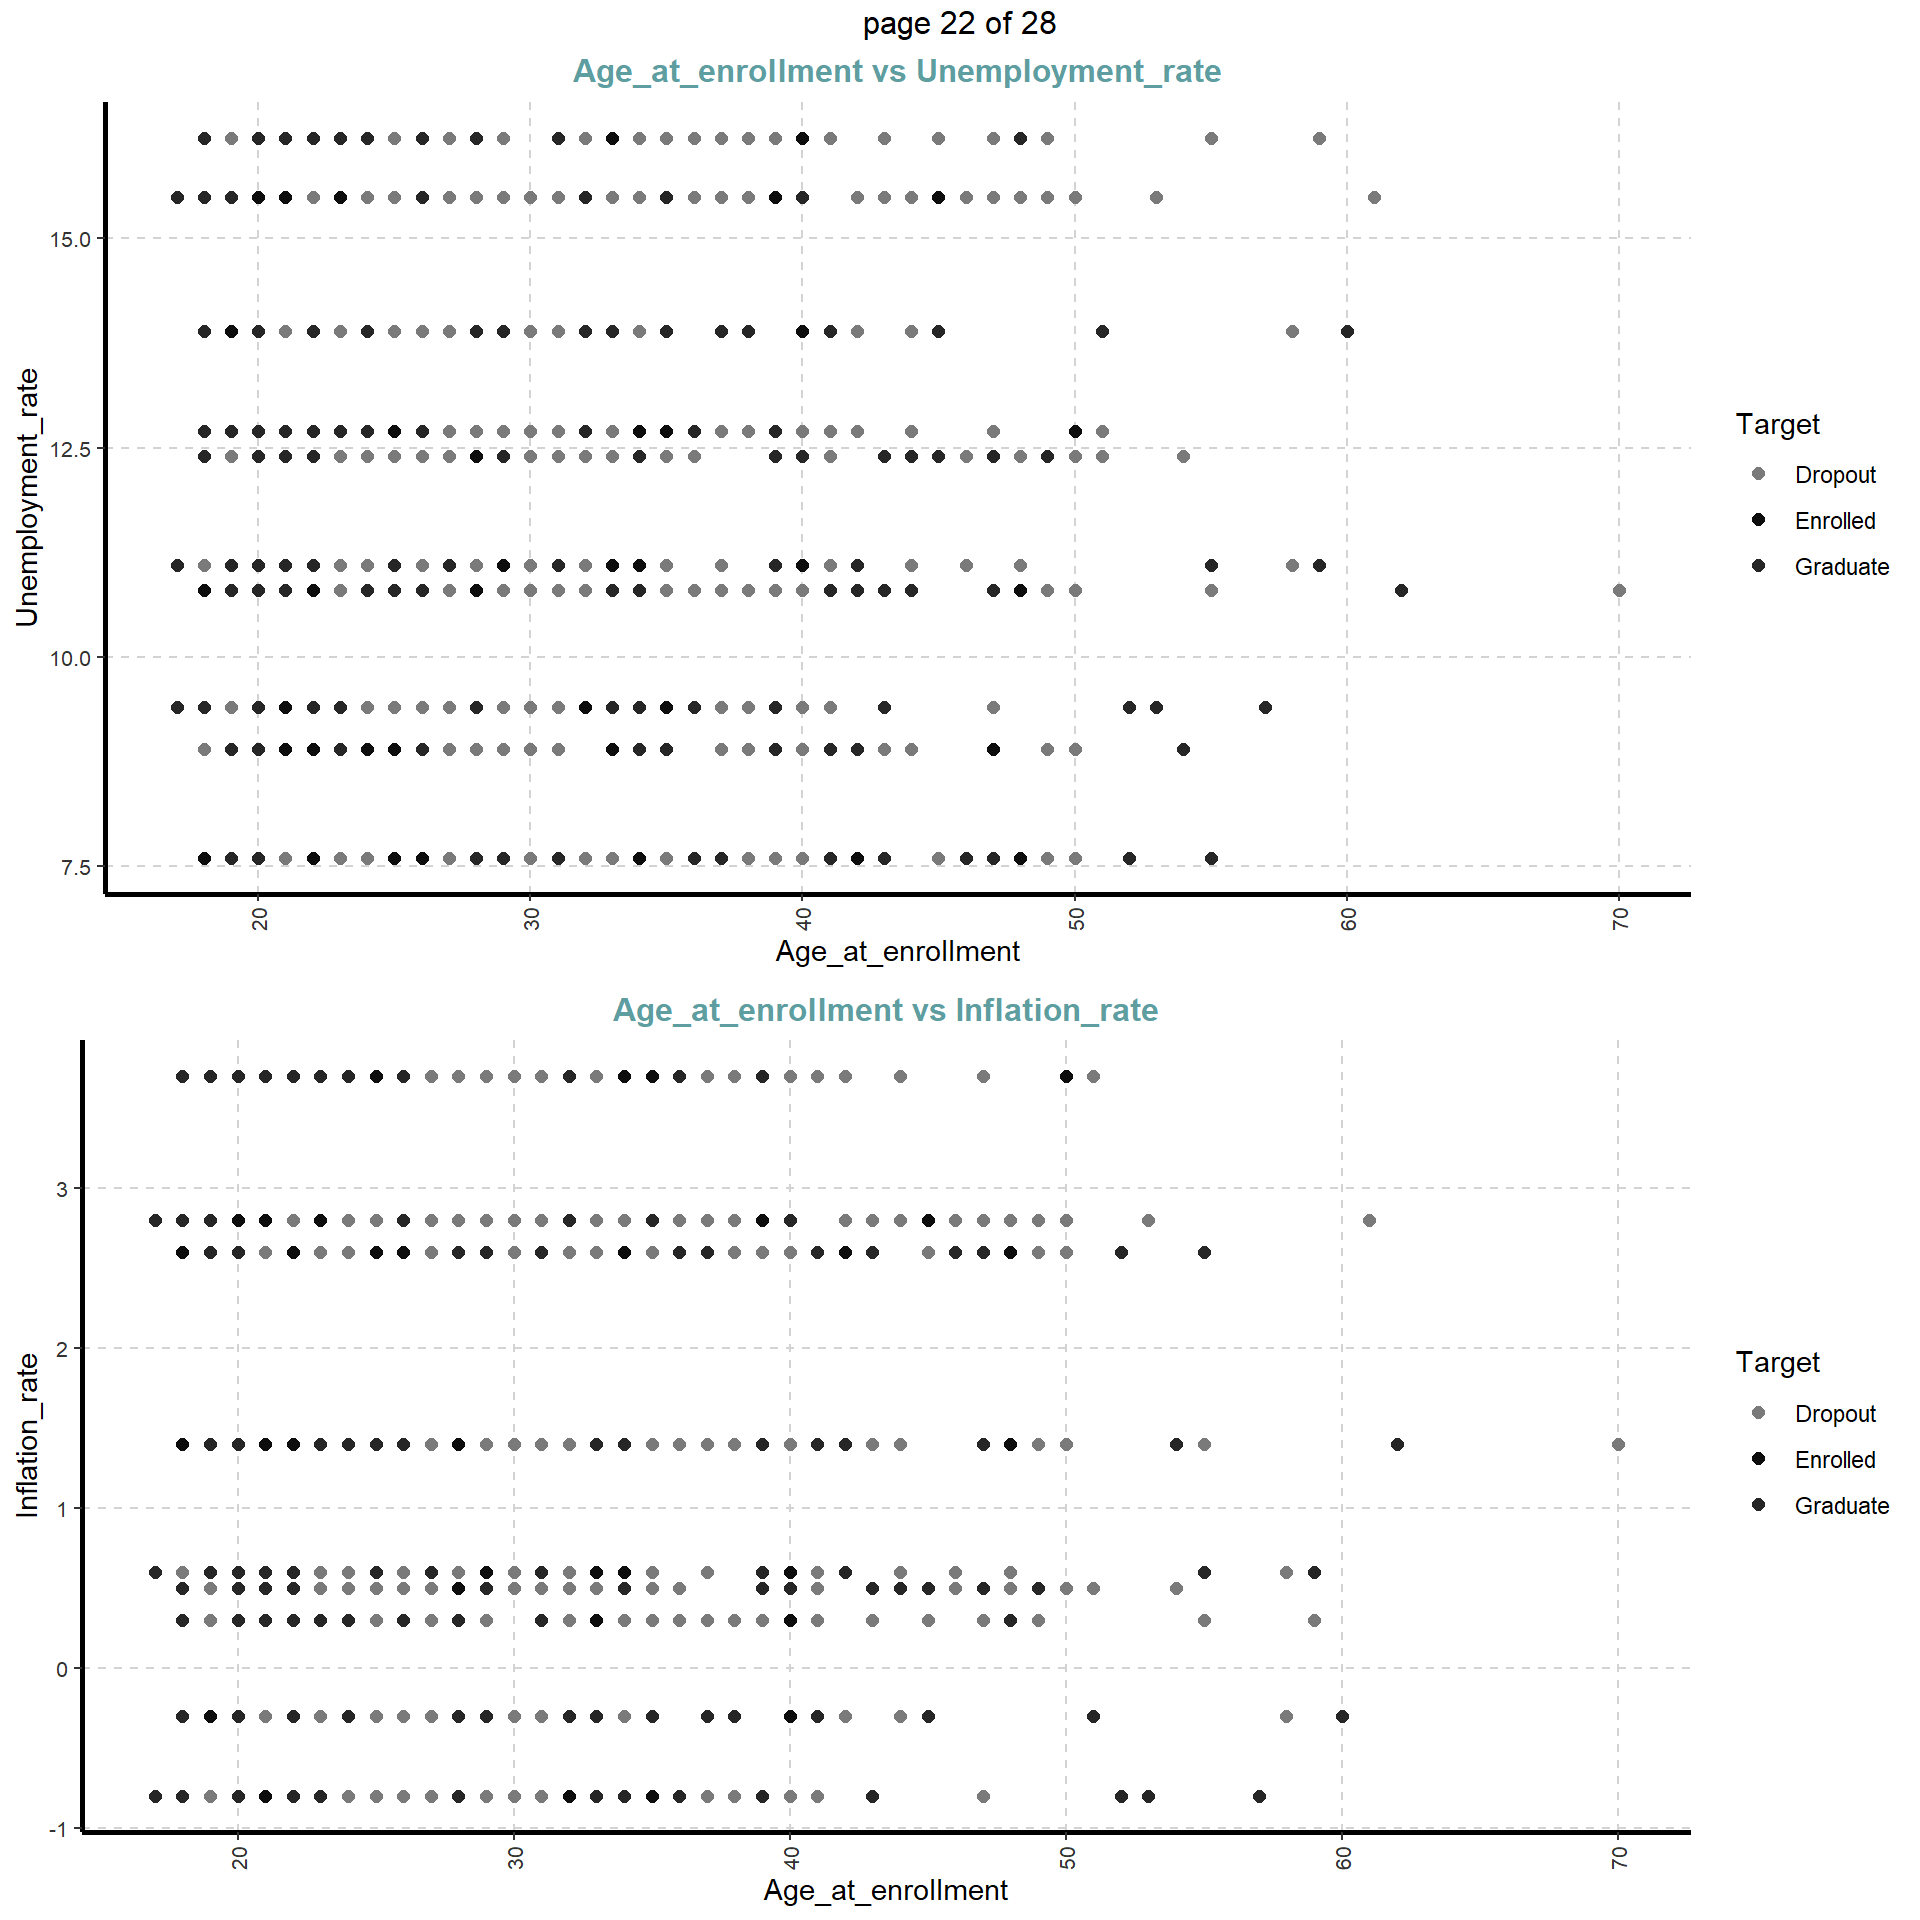 page 22 of 28
Age_at_enrollment vs Unemployment_rate
Unemployment_rate
15.0
12.5
10.0
7.5
20 30 40 50 60 70
Age_at_enrollment
Target
Dropout
Enrolled
Graduate
Age_at_enrollment vs Inflation_rate
Inflation_rate
3
2
1
0
-1
20 30 40 50 60 70
Age_at_enrollment
Target
Dropout
Enrolled
Graduate